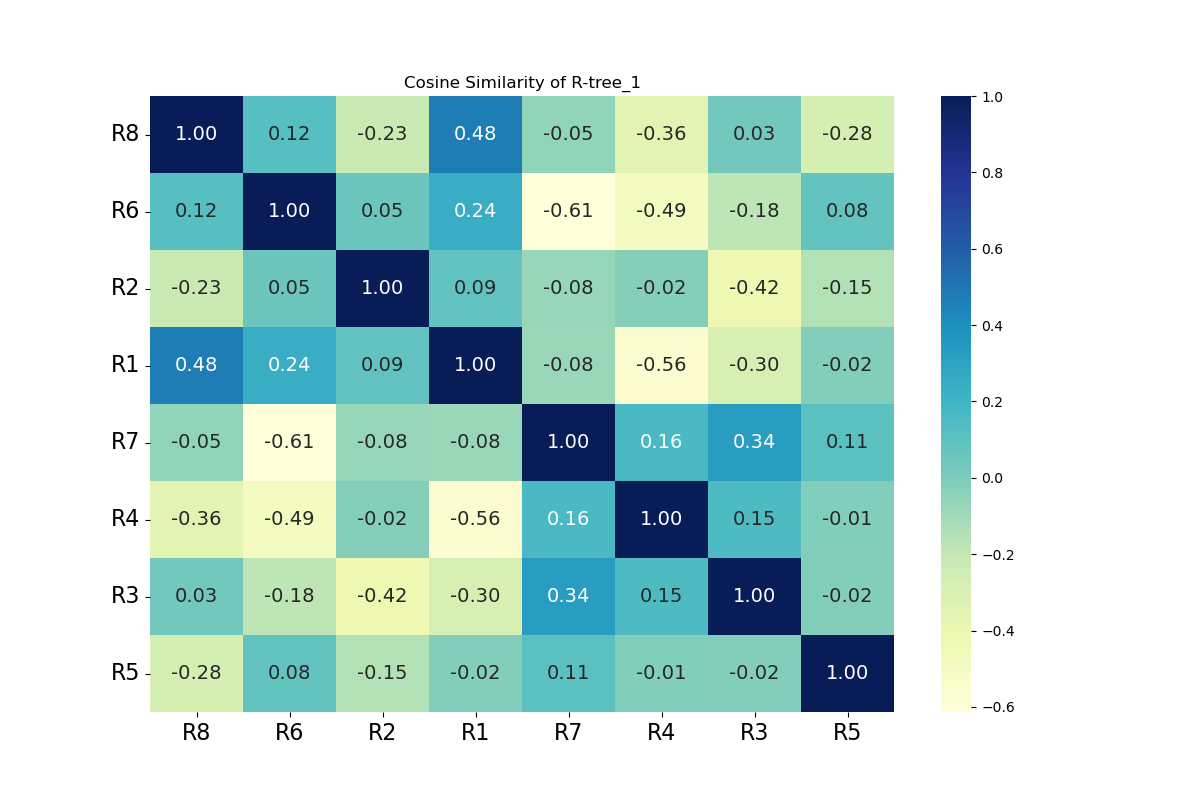 Cosine Similarity of R-tree_1
R8 1.00 0.12 -0.23 0.48 -0.05 -0.36 0.03 -0.28
R6 0.12 1.00 0.05 0.24 -0.61 -0.49 -0.18 0.08
R2 -0.23 0.05 1.00 0.09 -0.08 -0.02 -0.42 -0.15
R1 0.48 0.24 0.09 1.00 -0.08 -0.56 -0.30 -0.02
R7 -0.05 -0.61 -0.08 -0.08 1.00 0.16 0.34 0.11
R4 -0.36 -0.49 -0.02 -0.56 0.16 1.00 0.15 -0.01
R3 0.03 -0.18 -0.42 -0.30 0.34 0.15 1.00 -0.02
R5 -0.28 0.08 -0.15 -0.02 0.11 -0.01 -0.02 1.00
R8 R6 R2 R1 R7 R4 R3 R5
1.0
0.8
0.6
0.4
0.2
0.0
−0.2
−0.4
−0.6